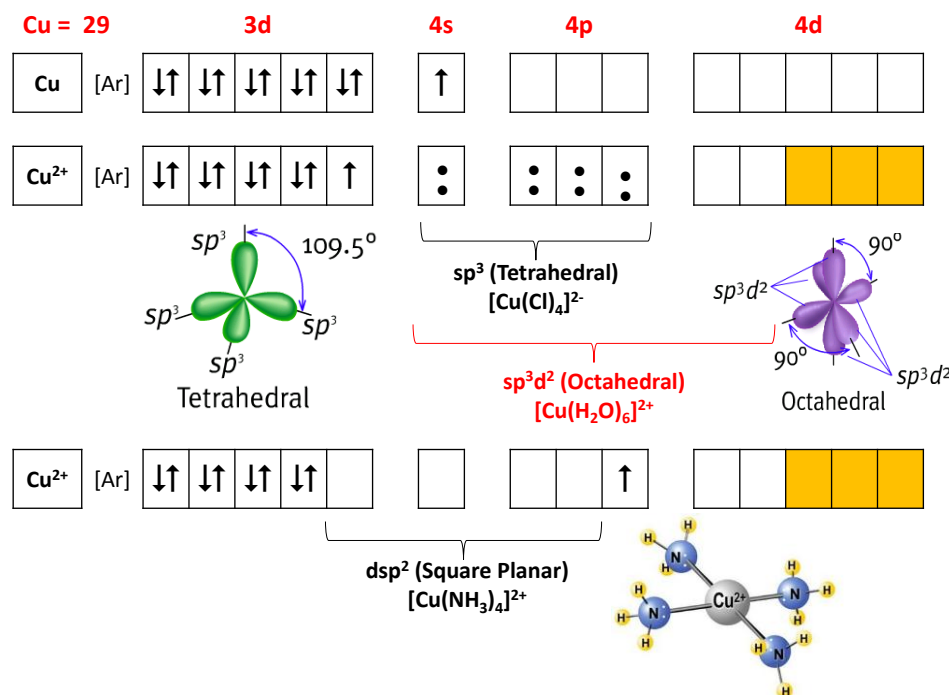 Cu = 29 3d 4s 4p 4d
Cu [Ar] ↓↑ ↓↑ ↓↑ ↓↑ ↓↑ ↑
Cu²⁺ [Ar] ↓↑ ↓↑ ↓↑ ↓↑ ↑ : : : :
sp³ 109.5º
sp³
sp³
sp³
Tetrahedral
sp³ (Tetrahedral)
[Cu(Cl)₄]²⁻
sp³d² (Octahedral)
[Cu(H₂O)₆]²⁺
90º
sp³d²
90º
sp³d²
Octahedral
Cu²⁺ [Ar] ↓↑ ↓↑ ↓↑ ↓↑ ↑
dsp² (Square Planar)
[Cu(NH₃)₄]²⁺
H H
N
H
H
H
N
H
Cu²⁺
H
N
H
H
H
N
H
H